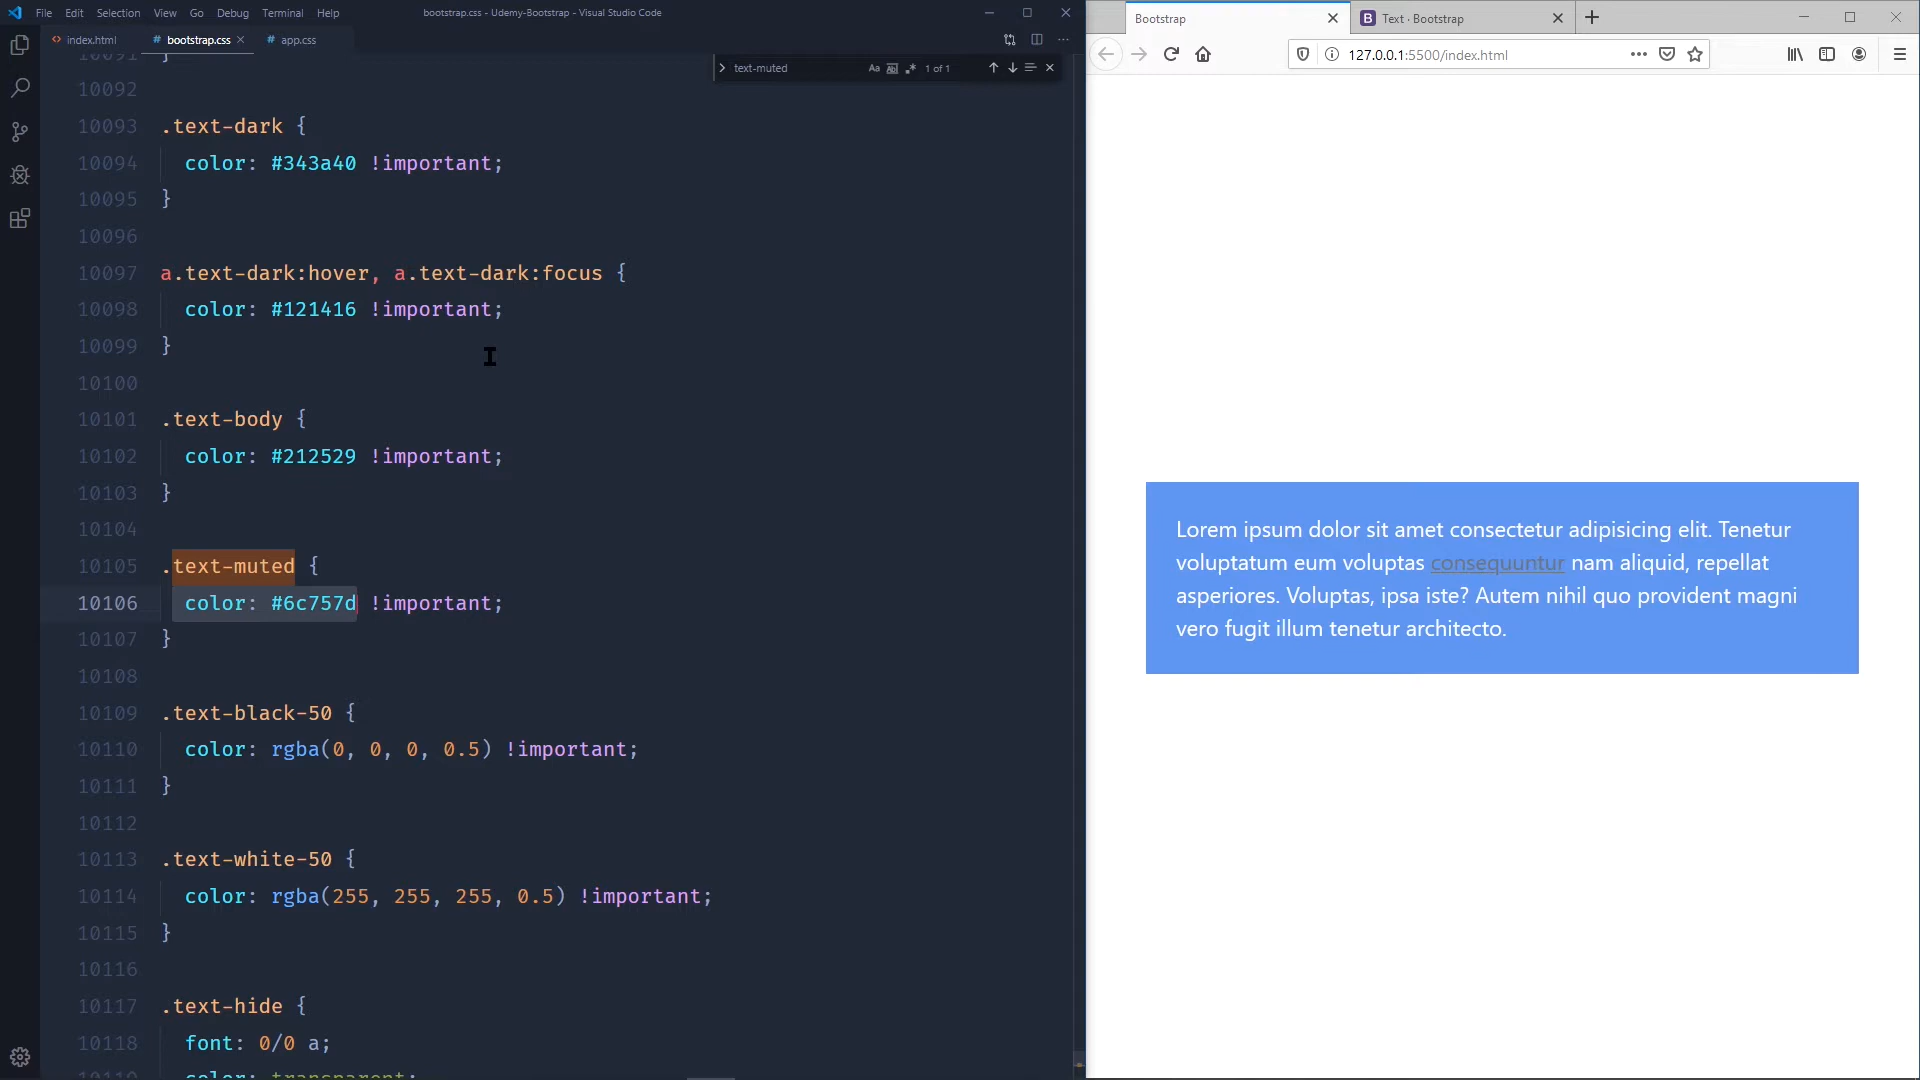 File Edit Selection View Go Debug Terminal Help
bootstrap.css - Udemy-Bootstrap - Visual Studio Code
index.html
# bootstrap.css
# app.css
text-muted
1 of 1
10091 }
10092
10093 .text-dark {
10094 color: #343a40 !important;
10095 }
10096
10097 a.text-dark:hover, a.text-dark:focus {
10098 color: #121416 !important;
10099 }
10100
10101 .text-body {
10102 color: #212529 !important;
10103 }
10104
10105 .text-muted {
10106 color: #6c757d !important;
10107 }
10108
10109 .text-black-50 {
10110 color: rgba(0, 0, 0, 0.5) !important;
10111 }
10112
10113 .text-white-50 {
10114 color: rgba(255, 255, 255, 0.5) !important;
10115 }
10116
10117 .text-hide {
10118 font: 0/0 a;
10119 color: transparent;
Bootstrap
B Text · Bootstrap
127.0.0.1:5500/index.html
Lorem ipsum dolor sit amet consectetur adipisicing elit. Tenetur
voluptatum eum voluptas consequuntur nam aliquid, repellat
asperiores. Voluptas, ipsa iste? Autem nihil quo provident magni
vero fugit illum tenetur architecto.